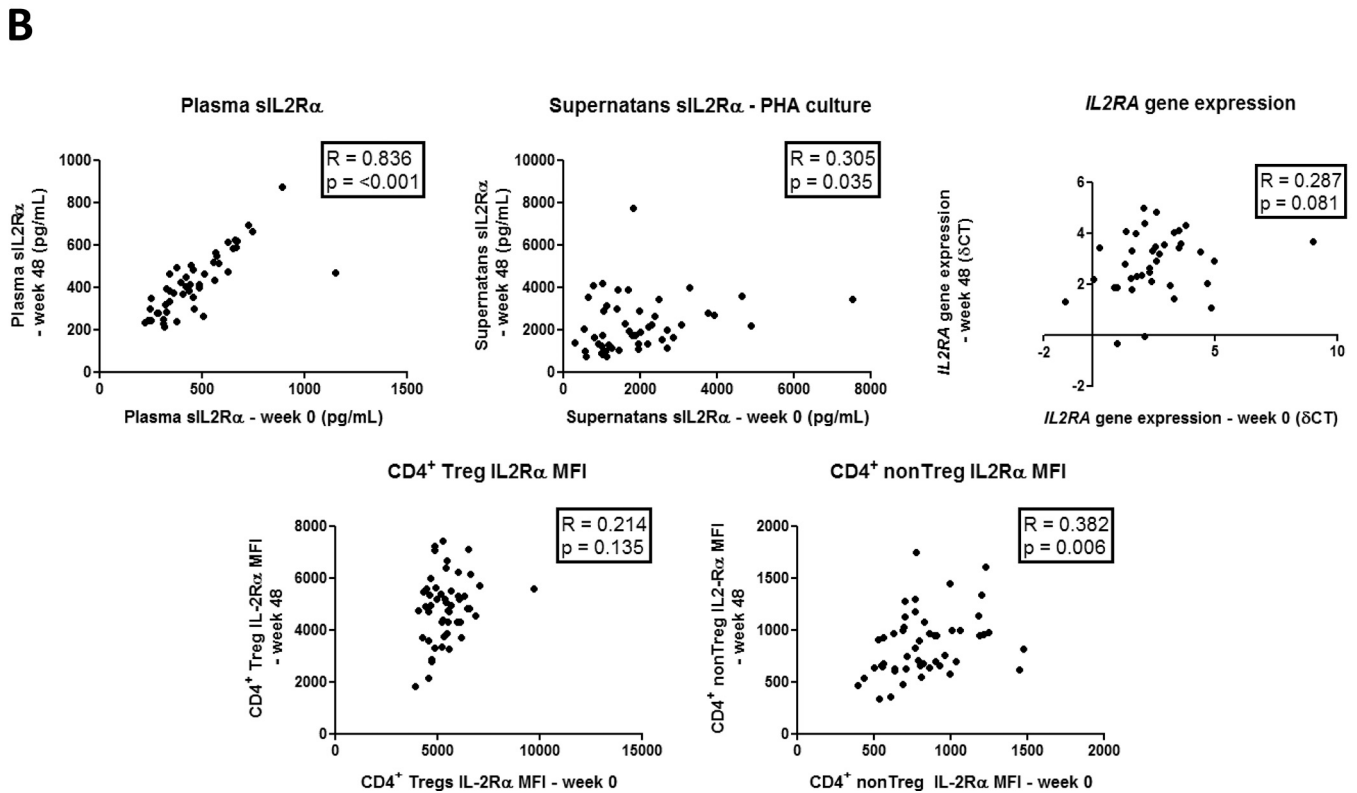 B
Plasma sIL2Rα
R = 0.836
p = <0.001
Plasma sIL2Rα
- week 48 (pg/mL)
1000
800
600
400
200
0
0
500
1000
1500
Plasma sIL2Rα - week 0 (pg/mL)
Supernatans sIL2Rα - PHA culture
R = 0.305
p = 0.035
Supernatans sIL2Rα
- week 48 (pg/mL)
10000
8000
6000
4000
2000
0
0
2000
4000
6000
8000
Supernatans sIL2Rα - week 0 (pg/mL)
IL2RA gene expression
R = 0.287
p = 0.081
IL2RA gene expression
- week 48 (δCT)
6
4
2
-2
-2
5
10
IL2RA gene expression - week 0 (δCT)
CD4+ Treg IL2Rα MFI
R = 0.214
p = 0.135
CD4+ Treg IL-2Rα MFI
- week 48
8000
6000
4000
2000
0
0
5000
10000
15000
CD4+ Tregs IL-2Rα MFI - week 0
CD4+ nonTreg IL2Rα MFI
R = 0.382
p = 0.006
CD4+ nonTreg IL2-Rα MFI
- week 48
2000
1500
1000
500
0
0
500
1000
1500
2000
CD4+ nonTreg IL-2Rα MFI - week 0